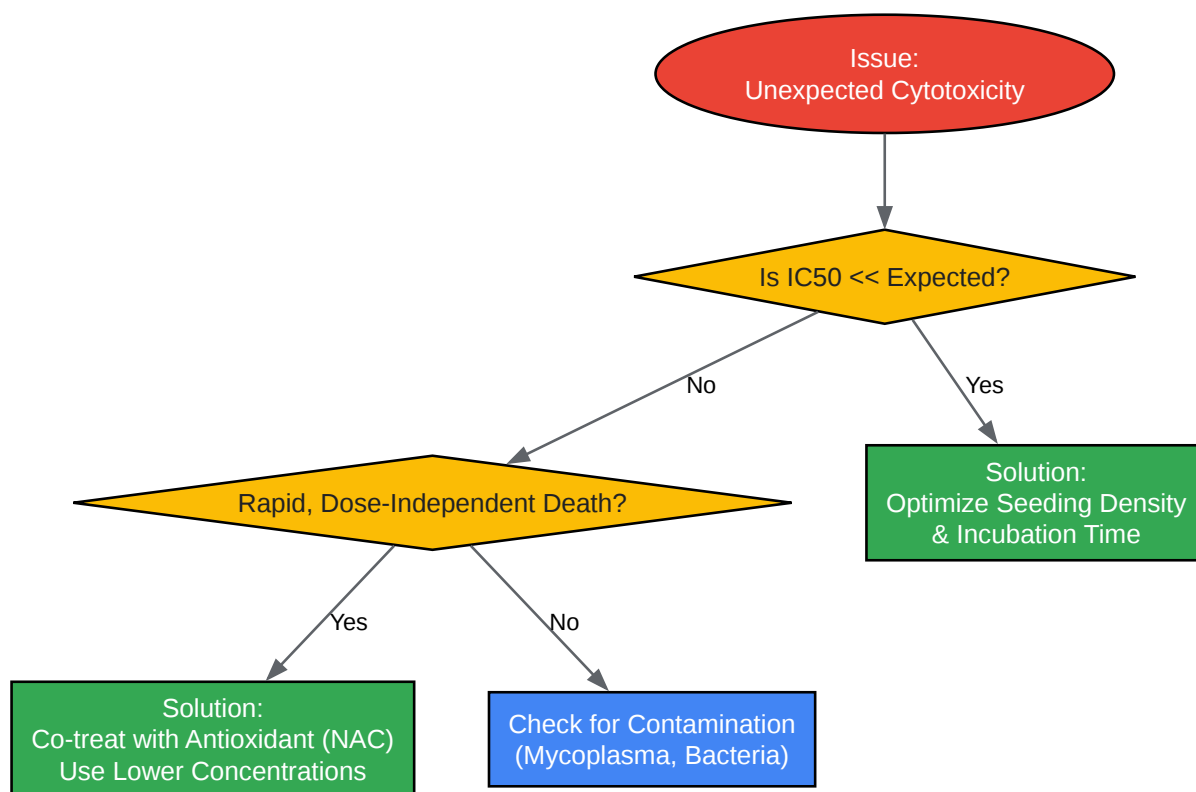 Issue:
Unexpected Cytotoxicity
Is IC50 << Expected?
No
Yes
Solution:
Optimize Seeding Density
& Incubation Time
Rapid, Dose-Independent Death?
Yes
No
Solution:
Co-treat with Antioxidant (NAC)
Use Lower Concentrations
Check for Contamination
(Mycoplasma, Bacteria)